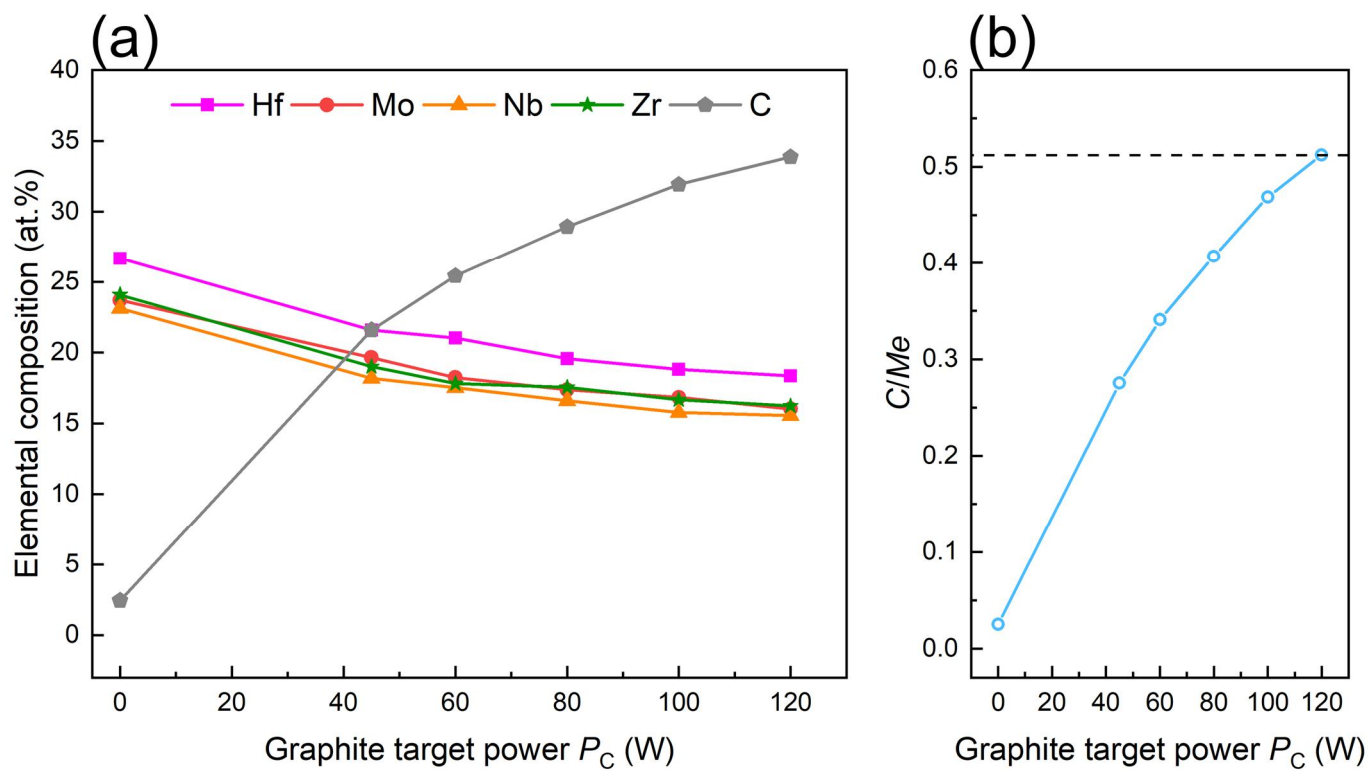 (a)
Elemental composition (at.%)
40
35
30
25
20
15
10
5
0
Hf Mo Nb Zr C
0 20 40 60 80 100 120
Graphite target power P_C (W)
(b)
C/Me
0.6
0.5
0.4
0.3
0.2
0.1
0.0
0 20 40 60 80 100 120
Graphite target power P_C (W)